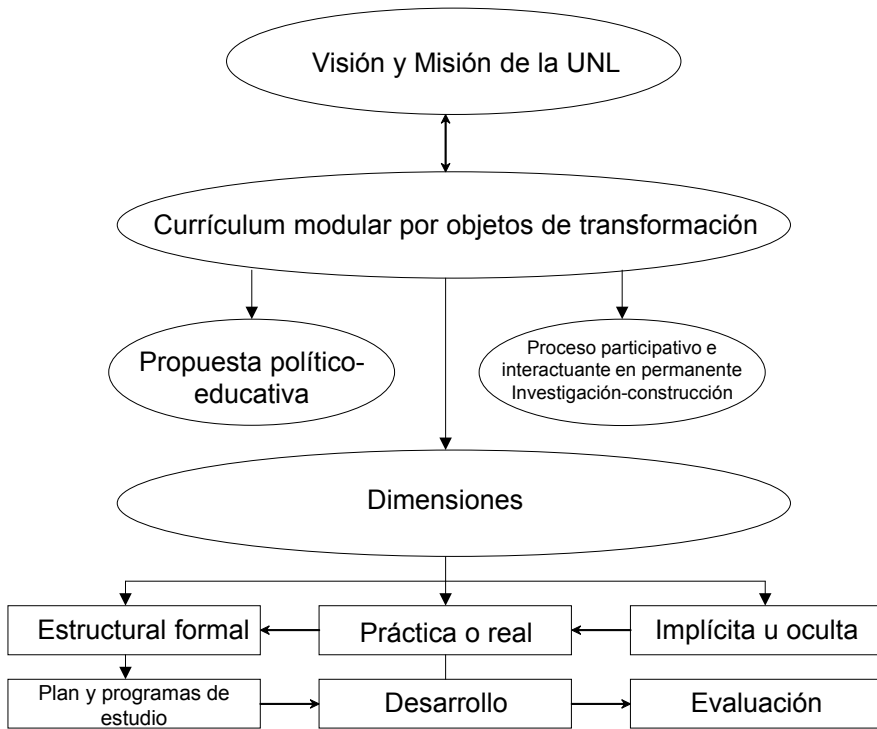 Visión y Misión de la UNL
Currículum modular por objetos de transformación
Propuesta político-
educativa
Proceso participativo e
interactuante en permanente
Investigación-construcción
Dimensiones
Estructural formal
Práctica o real
Implícita u oculta
Plan y programas de
estudio
Desarrollo
Evaluación